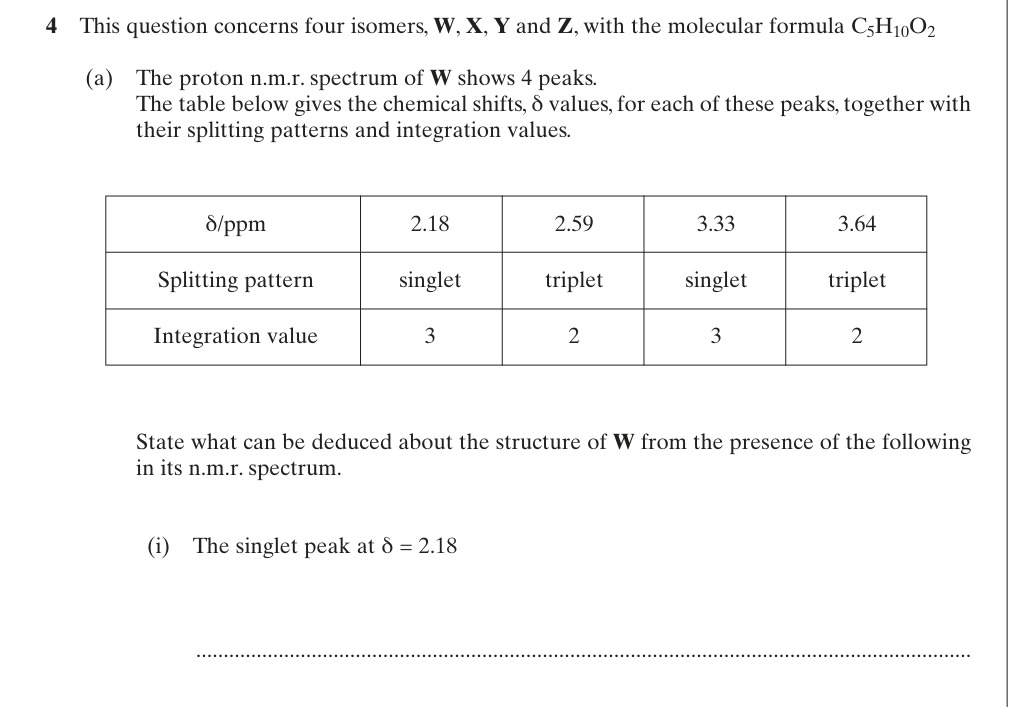 4 This question concerns four isomers, W, X, Y and Z, with the molecular formula C₅H₁₀O₂
(a) The proton n.m.r. spectrum of W shows 4 peaks.
The table below gives the chemical shifts, δ values, for each of these peaks, together with
their splitting patterns and integration values.
δ/ppm 2.18 2.59 3.33 3.64
Splitting pattern singlet triplet singlet triplet
Integration value 3 2 3 2
State what can be deduced about the structure of W from the presence of the following
in its n.m.r. spectrum.
(i) The singlet peak at δ = 2.18